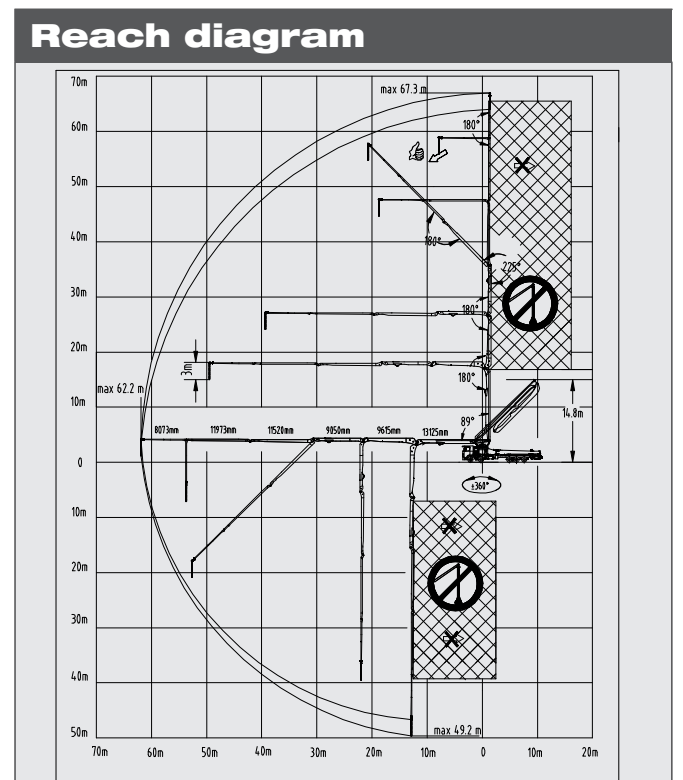 Reach diagram
70m
max 67.3 m
60m
180°
50m
40m
180°
225°
30m
180°
20m
3m
180°
max 62.2 m
10m
14.8m
8073mm 11973mm 11520mm 9050mm 9615mm 13125mm 89°
0
±360°
10m
20m
30m
40m
50m
max 49.2 m
70m 60m 50m 40m 30m 20m 10m 0 10m 20m